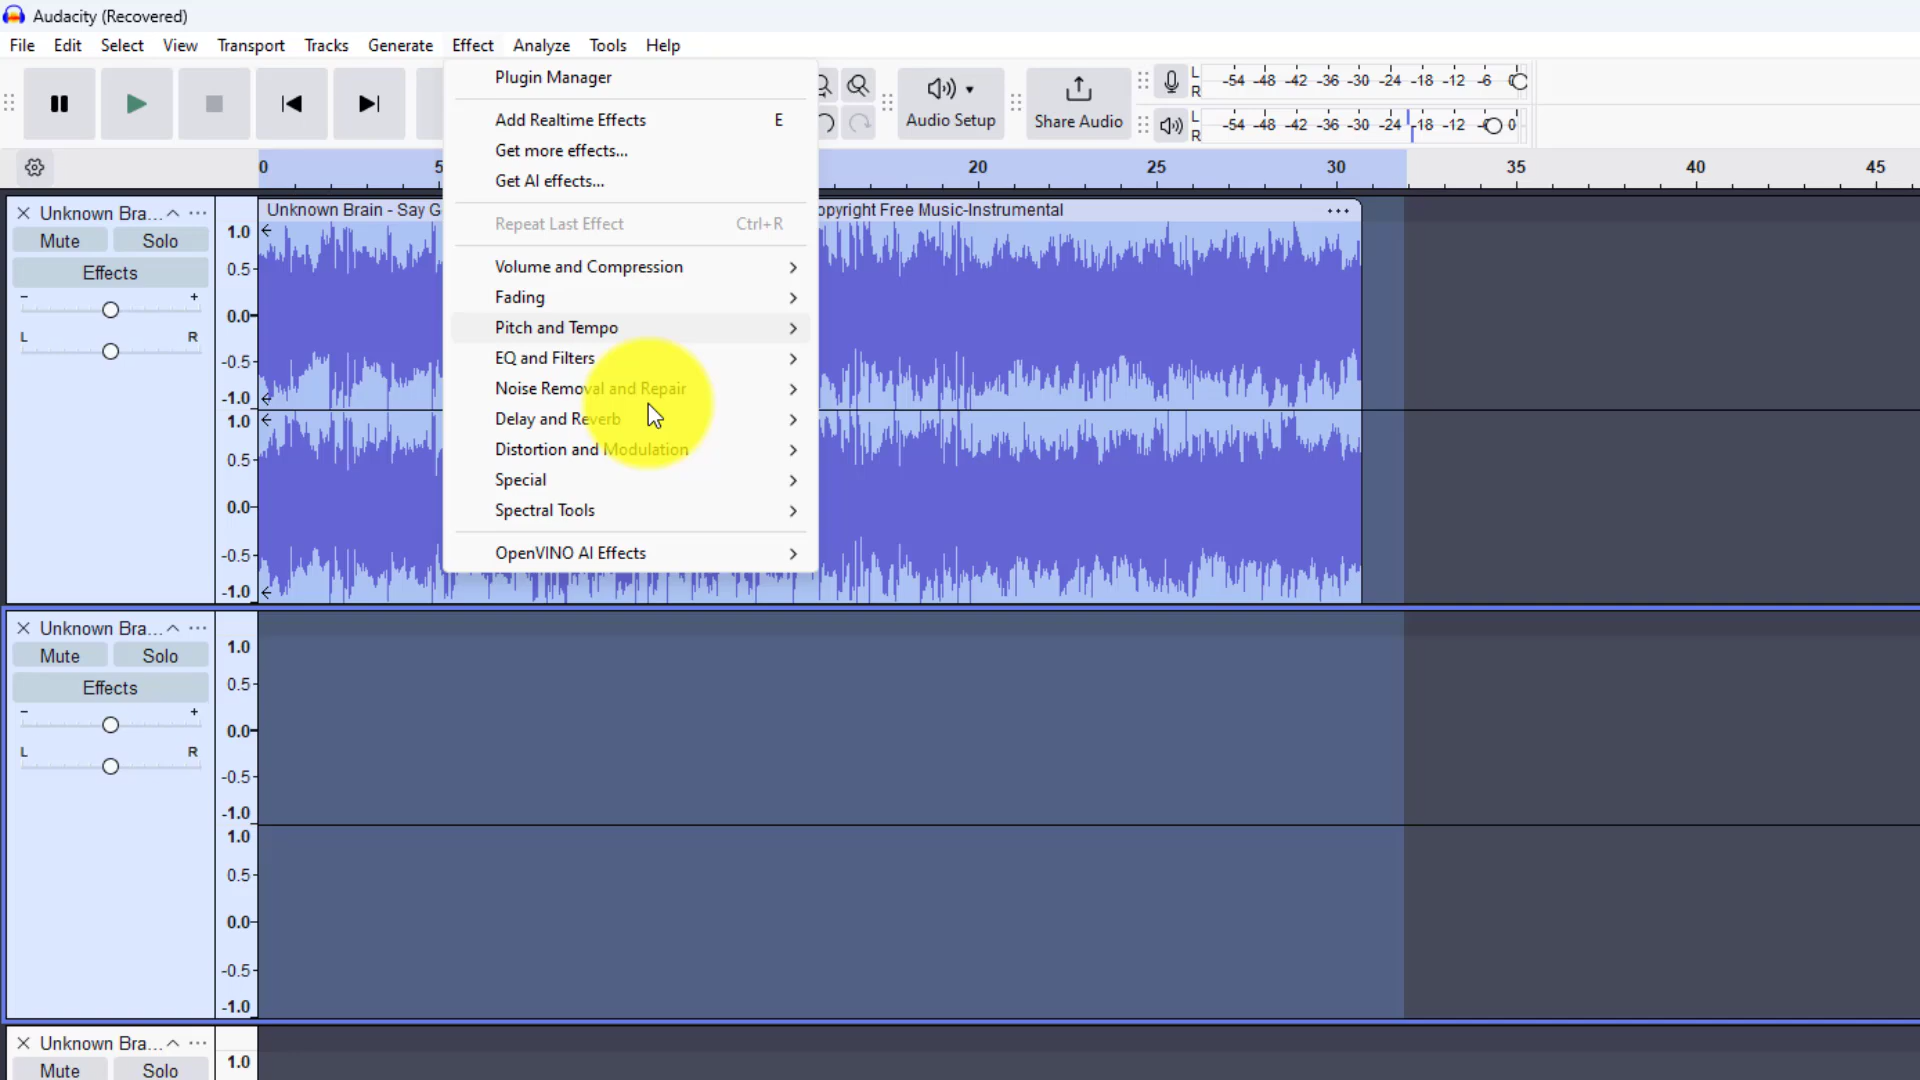 Audacity (Recovered)
File Edit Select View Transport Tracks Generate Effect Analyze Tools Help
Plugin Manager
Add Realtime Effects E
Get more effects...
Get AI effects...
Repeat Last Effect Ctrl+R
Volume and Compression
Fading
Pitch and Tempo
EQ and Filters
Noise Removal and Repair
Delay and Reverb
Distortion and Modulation
Special
Spectral Tools
OpenVINO AI Effects
Audio Setup
Share Audio
L
R
-54 -48 -42 -36 -30 -24 -18 -12 -6 0
L
R
-54 -48 -42 -36 -30 -24 -18 -12 -6 0
0 5 20 25 30 35 40 45
Unknown Bra...
Mute Solo
Effects
- +
L R
Unknown Brain - Say G
opyright Free Music-Instrumental
1.0
0.5
0.0
-0.5
-1.0
1.0
0.5
0.0
-0.5
-1.0
Unknown Bra...
Mute Solo
Effects
- +
L R
1.0
0.5
0.0
-0.5
-1.0
1.0
0.5
0.0
-0.5
-1.0
Unknown Bra...
Mute Solo
1.0